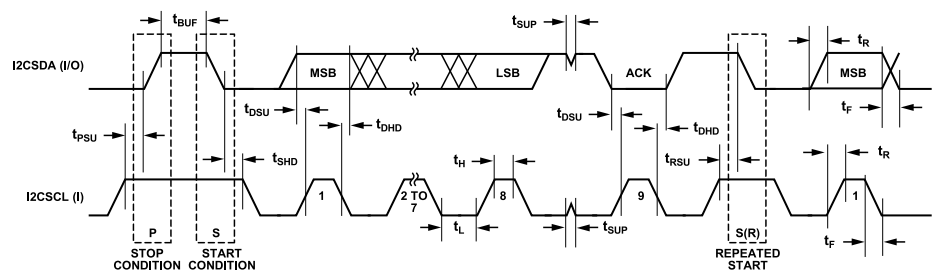 tBUF
tSUP
tR
I2CSDA (I/O)
MSB
LSB
ACK
MSB
tDSU
tDHD
tDSU
tDHD
tF
tPSU
tSHD
tH
tRSU
tR
I2CSCL (I)
1
2 TO
7
8
9
1
P
S
tL
tSUP
S(R)
tF
STOP
CONDITION
START
CONDITION
REPEATED
START